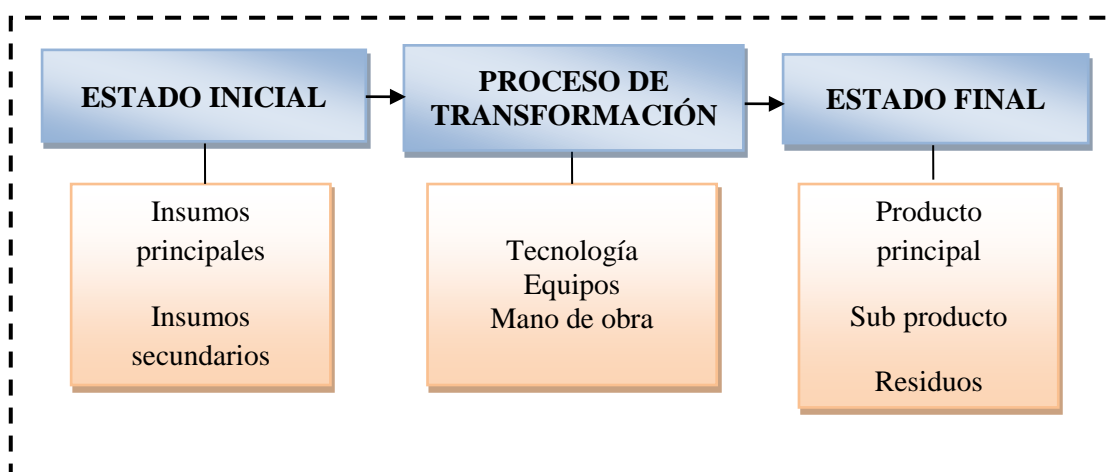 ESTADO INICIAL
PROCESO DE
TRANSFORMACIÓN
ESTADO FINAL
Insumos
principales
Insumos
secundarios
Tecnología
Equipos
Mano de obra
Producto
principal
Sub producto
Residuos